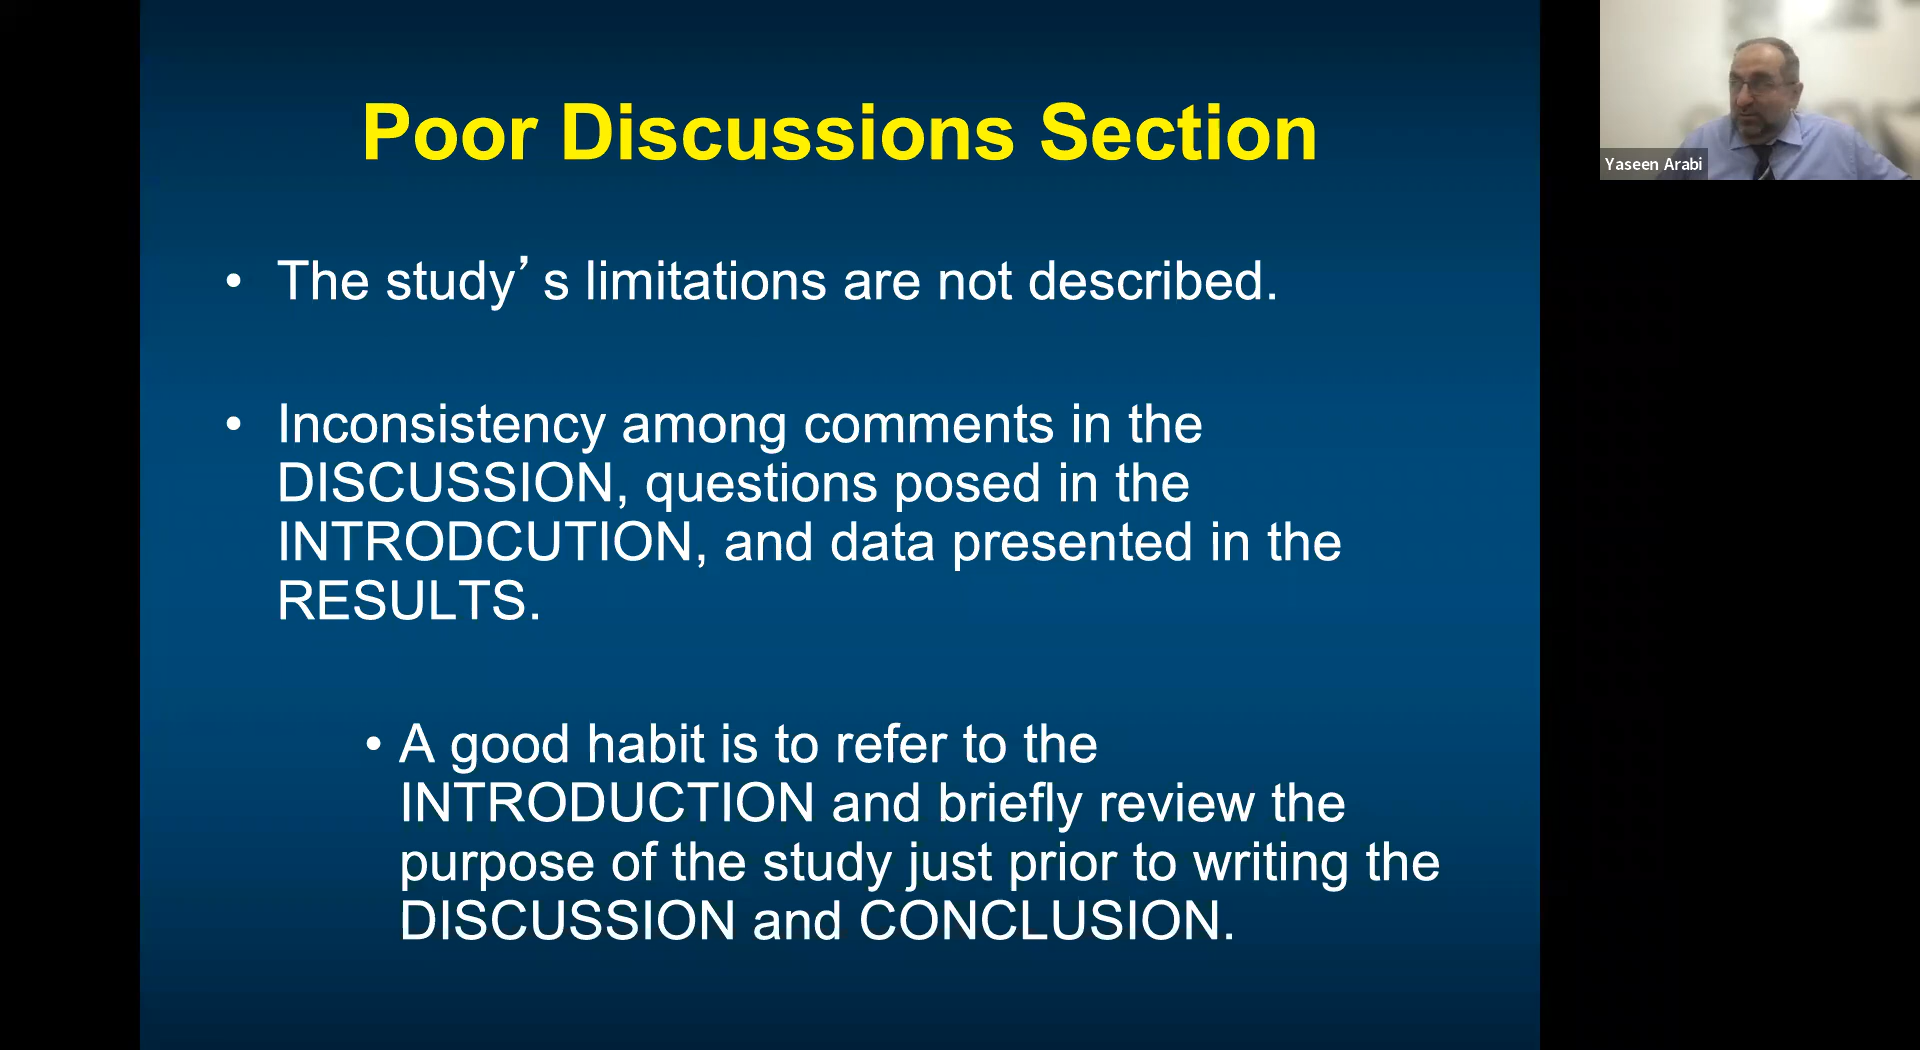 Poor Discussions Section
• The study’s limitations are not described.
• Inconsistency among comments in the
DISCUSSION, questions posed in the
INTRODCUTION, and data presented in the
RESULTS.
• A good habit is to refer to the
INTRODUCTION and briefly review the
purpose of the study just prior to writing the
DISCUSSION and CONCLUSION.
Yaseen Arabi